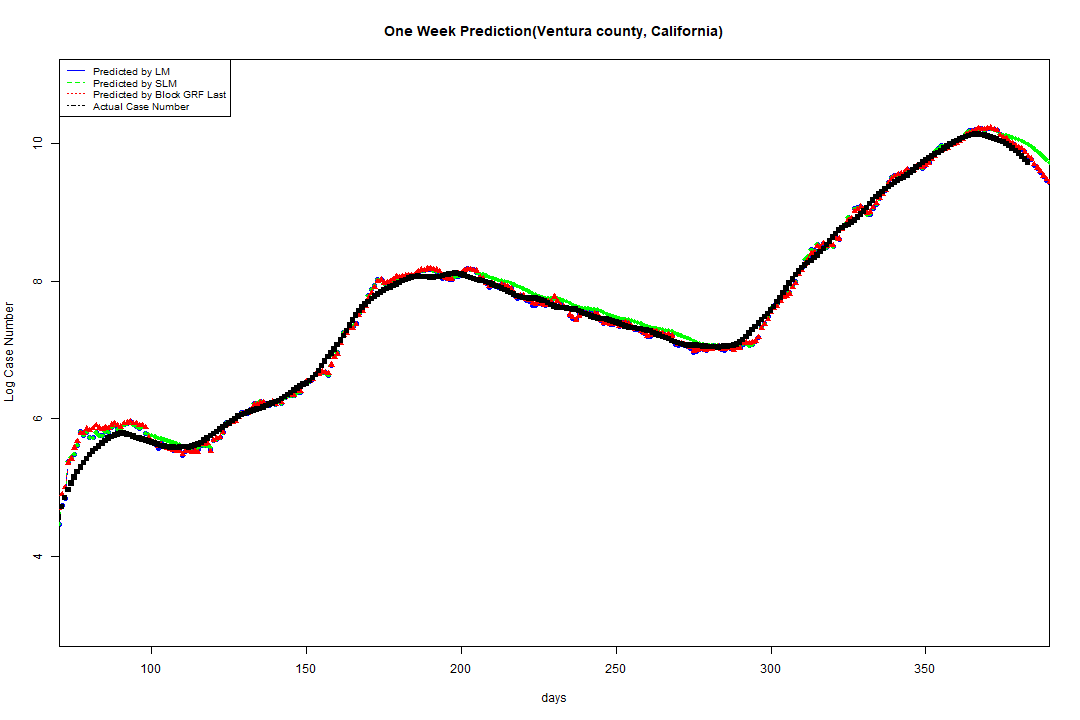 One Week Prediction(Ventura county, California)
Predicted by LM
Predicted by SLM
Predicted by Block GRF Last
Actual Case Number
Log Case Number
10
8
6
4
100 150 200 250 300 350
days